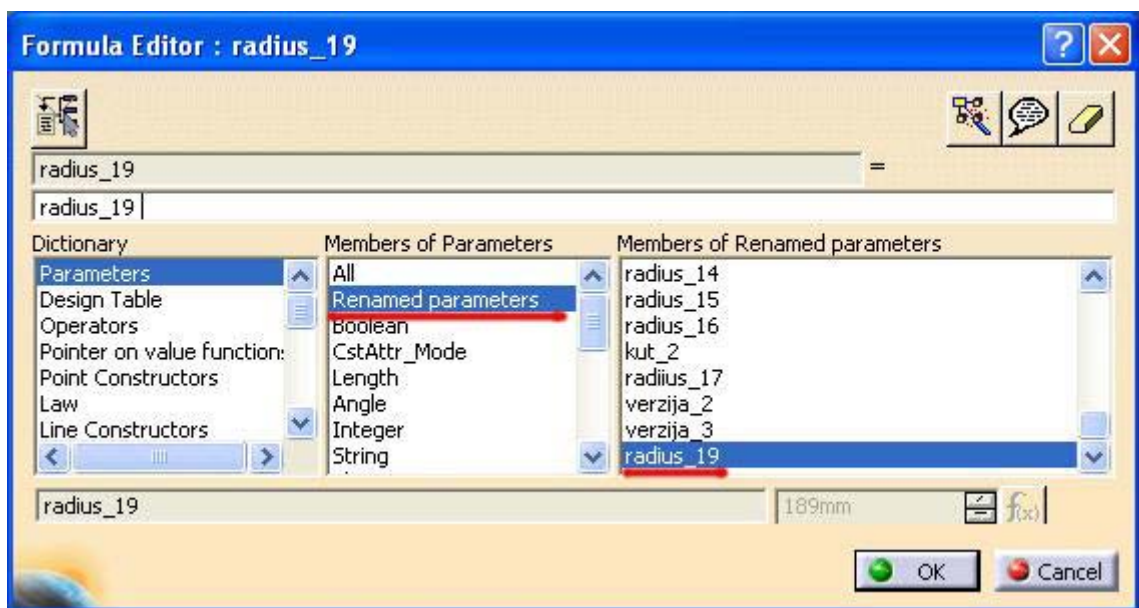 Formula Editor : radius_19
radius_19 =
radius_19
Dictionary Members of Parameters Members of Renamed parameters
Parameters All radius_14
Design Table Renamed parameters radius_15
Operators Boolean radius_16
Pointer on value function: CstAttr_Mode kut_2
Point Constructors Length radiius_17
Law Angle verzija_2
Line Constructors Integer verzija_3
String radius_19
radius_19 189mm f(x)
OK Cancel